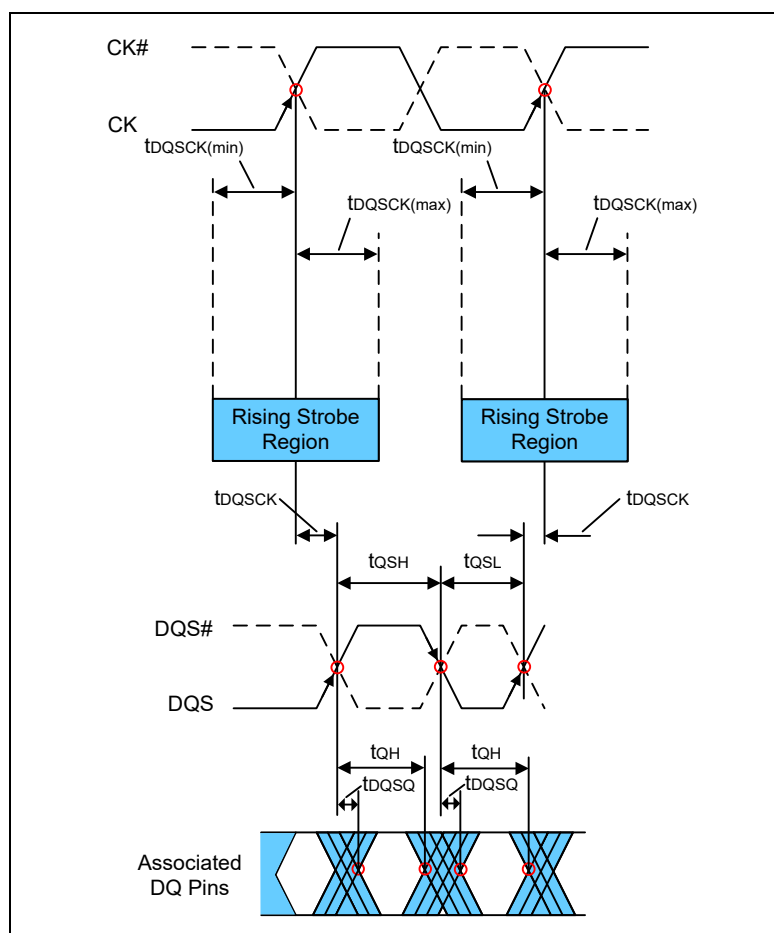 CK#
CK
tDQSCK(min)
tDQSCK(min)
tDQSCK(max)
tDQSCK(max)
Rising Strobe
Region
Rising Strobe
Region
tDQSCK
tDQSCK
tQSH
tQSL
DQS#
DQS
tQH
tQH
tDQSQ
tDQSQ
Associated
DQ Pins